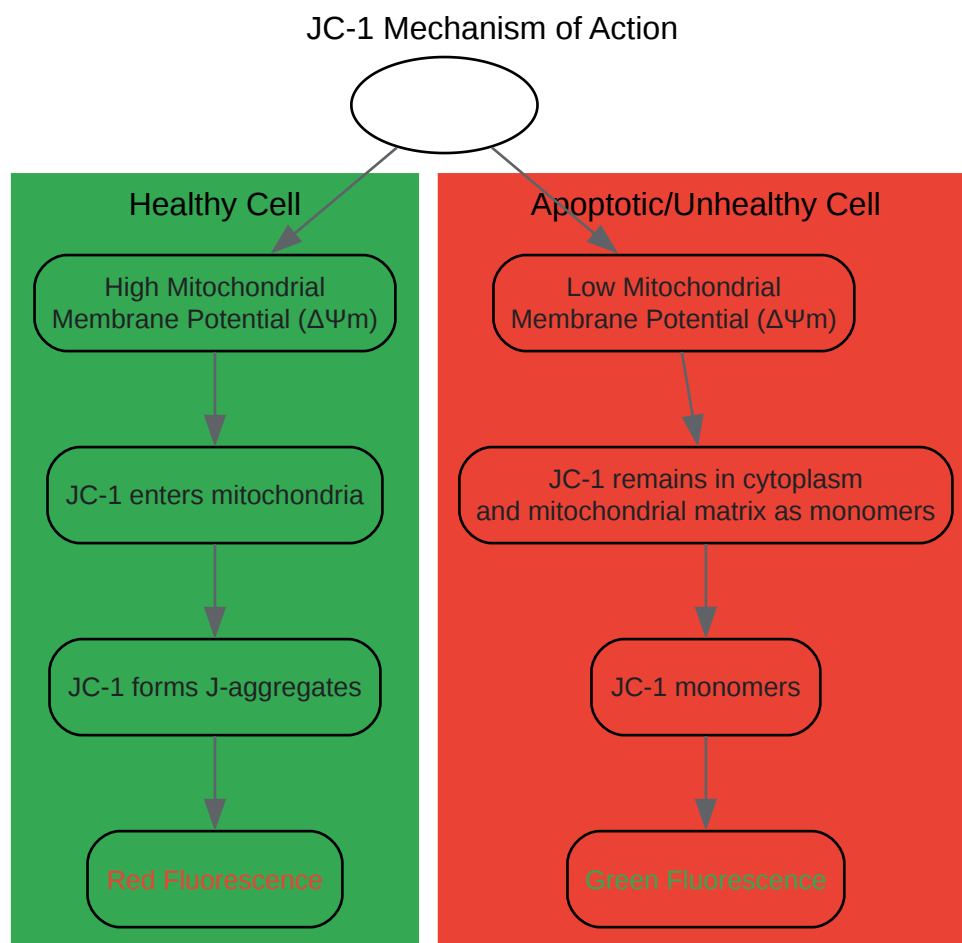 JC-1 Mechanism of Action
Healthy Cell
High Mitochondrial
Membrane Potential (ΔΨm)
JC-1 enters mitochondria
JC-1 forms J-aggregates
Red Fluorescence
Apoptotic/Unhealthy Cell
Low Mitochondrial
Membrane Potential (ΔΨm)
JC-1 remains in cytoplasm
and mitochondrial matrix as monomers
JC-1 monomers
Green Fluorescence